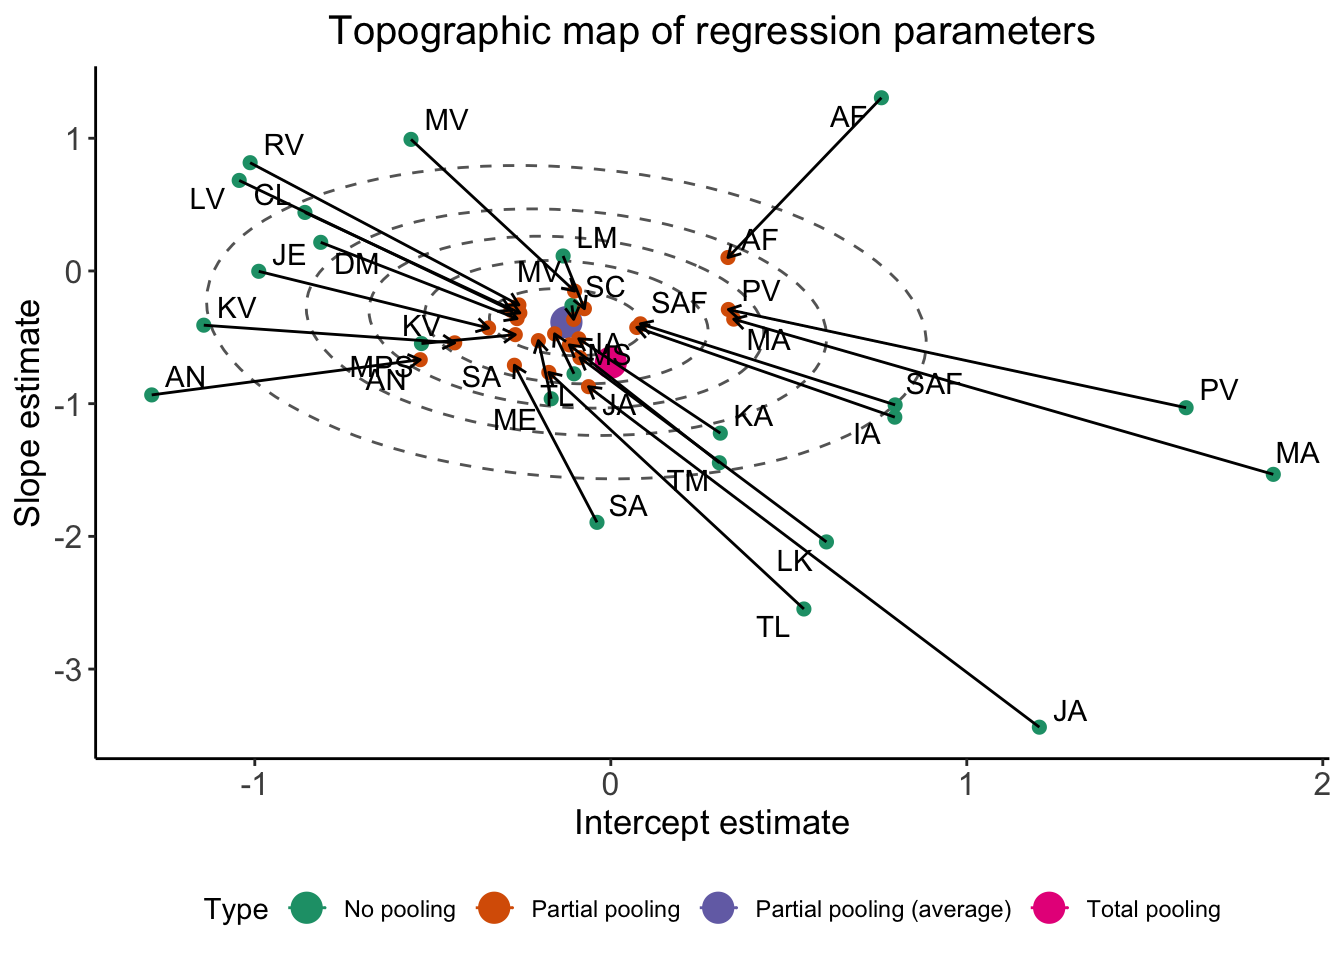 Topographic map of regression parameters
MV
AF
RV
CL
LV
LM
AF
JE
DM
MV
SC
SAF
PV
KV
KV
IA
MA
MPS
MS
AN
AN
SA
SAF
PV
TL
JA
ME
KA
IA
MA
TM
SA
LK
TL
JA
1
0
-1
-2
-3
Slope estimate
-1
0
1
2
Intercept estimate
Type
No pooling
Partial pooling
Partial pooling (average)
Total pooling